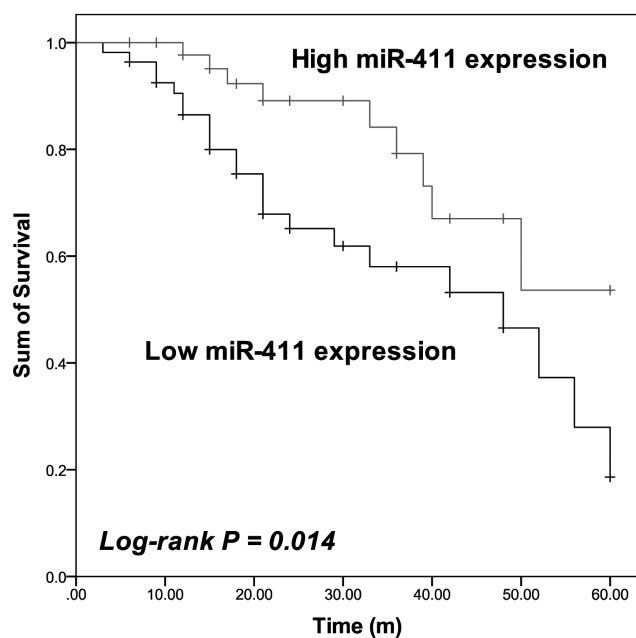 High miR-411 expression
Low miR-411 expression
Log-rank P = 0.014
Sum of Survival
1.0
0.8
0.6
0.4
0.2
0.0
.00 10.00 20.00 30.00 40.00 50.00 60.00
Time (m)